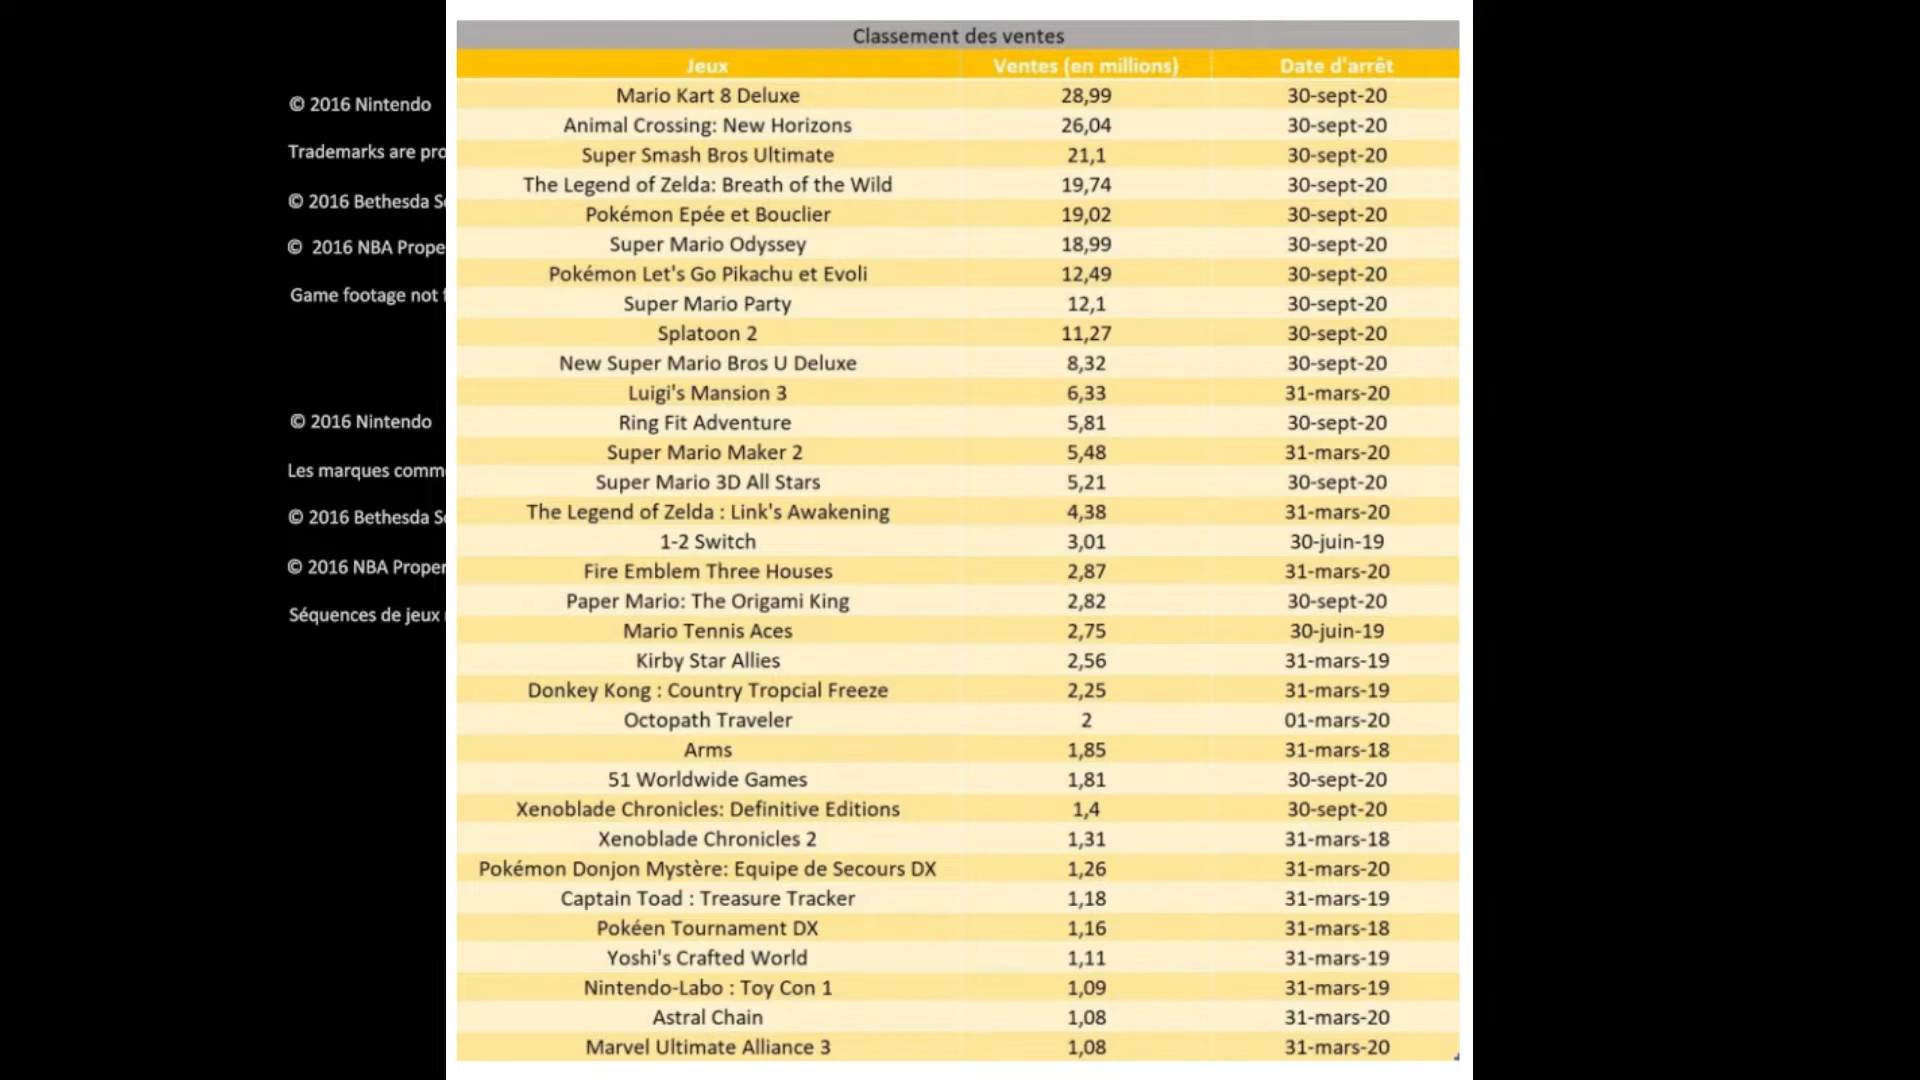 Classement des ventes
Jeux Ventes (en millions) Date d'arrêt
Mario Kart 8 Deluxe 28,99 30-sept-20
Animal Crossing: New Horizons 26,04 30-sept-20
Super Smash Bros Ultimate 21,1 30-sept-20
The Legend of Zelda: Breath of the Wild 19,74 30-sept-20
Pokémon Epée et Bouclier 19,02 30-sept-20
Super Mario Odyssey 18,99 30-sept-20
Pokémon Let's Go Pikachu et Evoli 12,49 30-sept-20
Super Mario Party 12,1 30-sept-20
Splatoon 2 11,27 30-sept-20
New Super Mario Bros U Deluxe 8,32 30-sept-20
Luigi's Mansion 3 6,33 31-mars-20
Ring Fit Adventure 5,81 30-sept-20
Super Mario Maker 2 5,48 31-mars-20
Super Mario 3D All Stars 5,21 30-sept-20
The Legend of Zelda : Link's Awakening 4,38 31-mars-20
1-2 Switch 3,01 30-juin-19
Fire Emblem Three Houses 2,87 31-mars-20
Paper Mario: The Origami King 2,82 30-sept-20
Mario Tennis Aces 2,75 30-juin-19
Kirby Star Allies 2,56 31-mars-19
Donkey Kong : Country Tropcial Freeze 2,25 31-mars-19
Octopath Traveler 2 01-mars-20
Arms 1,85 31-mars-18
51 Worldwide Games 1,81 30-sept-20
Xenoblade Chronicles: Definitive Editions 1,4 30-sept-20
Xenoblade Chronicles 2 1,31 31-mars-18
Pokémon Donjon Mystère: Equipe de Secours DX 1,26 31-mars-20
Captain Toad : Treasure Tracker 1,18 31-mars-19
Pokéen Tournament DX 1,16 31-mars-18
Yoshi's Crafted World 1,11 31-mars-19
Nintendo-Labo : Toy Con 1 1,09 31-mars-19
Astral Chain 1,08 31-mars-20
Marvel Ultimate Alliance 3 1,08 31-mars-20
© 2016 Nintendo
Trademarks are
© 2016 Bethesda
© 2016 NBA
Game footage not
© 2016 Nintendo
Les marques
© 2016 Bethesda
© 2016 NBA
Séquences de jeux